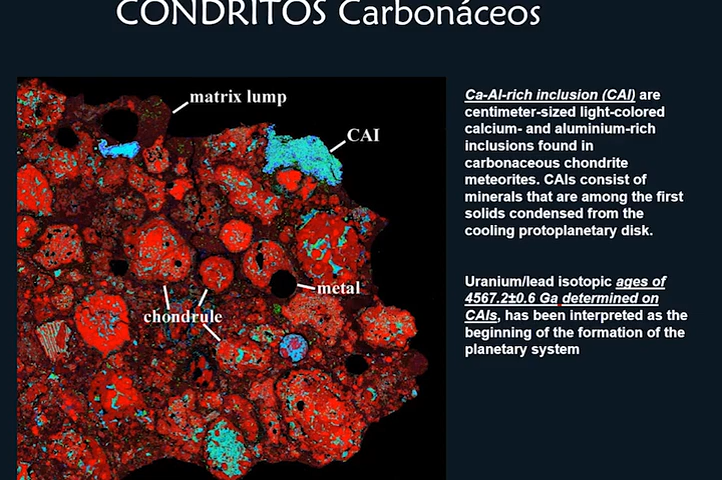 CONDRITOS Carbonáceos
matrix lump
CAI
metal
chondrule
Ca-Al-rich inclusion (CAI) are
centimeter-sized light-colored
calcium- and aluminium-rich
inclusions found in
carbonaceous chondrite
meteorites. CAIs consist of
minerals that are among the first
solids condensed from the
cooling protoplanetary disk.
Uranium/lead isotopic ages of
4567.2±0.6 Ga determined on
CAIs, has been interpreted as the
beginning of the formation of the
planetary system